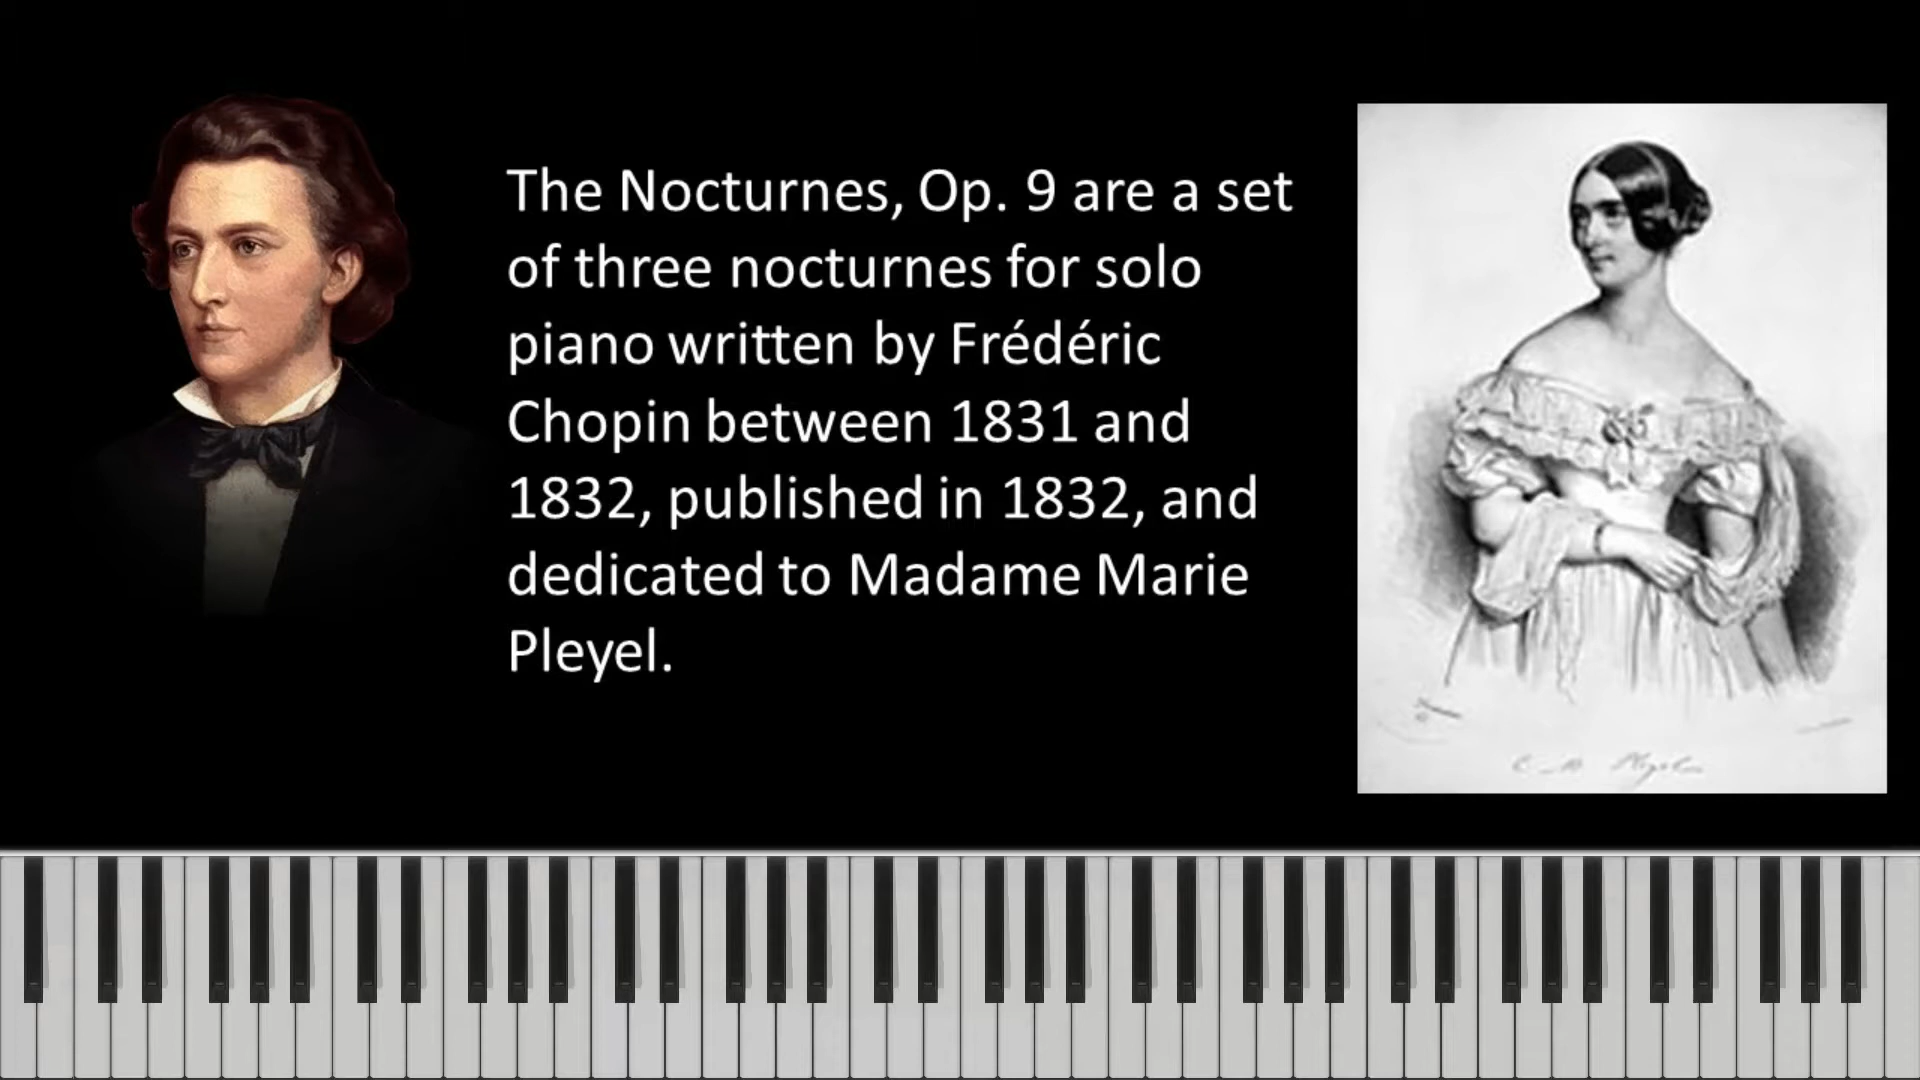 The Nocturnes, Op. 9 are a set
of three nocturnes for solo
piano written by Frédéric
Chopin between 1831 and
1832, published in 1832, and
dedicated to Madame Marie
Pleyel.